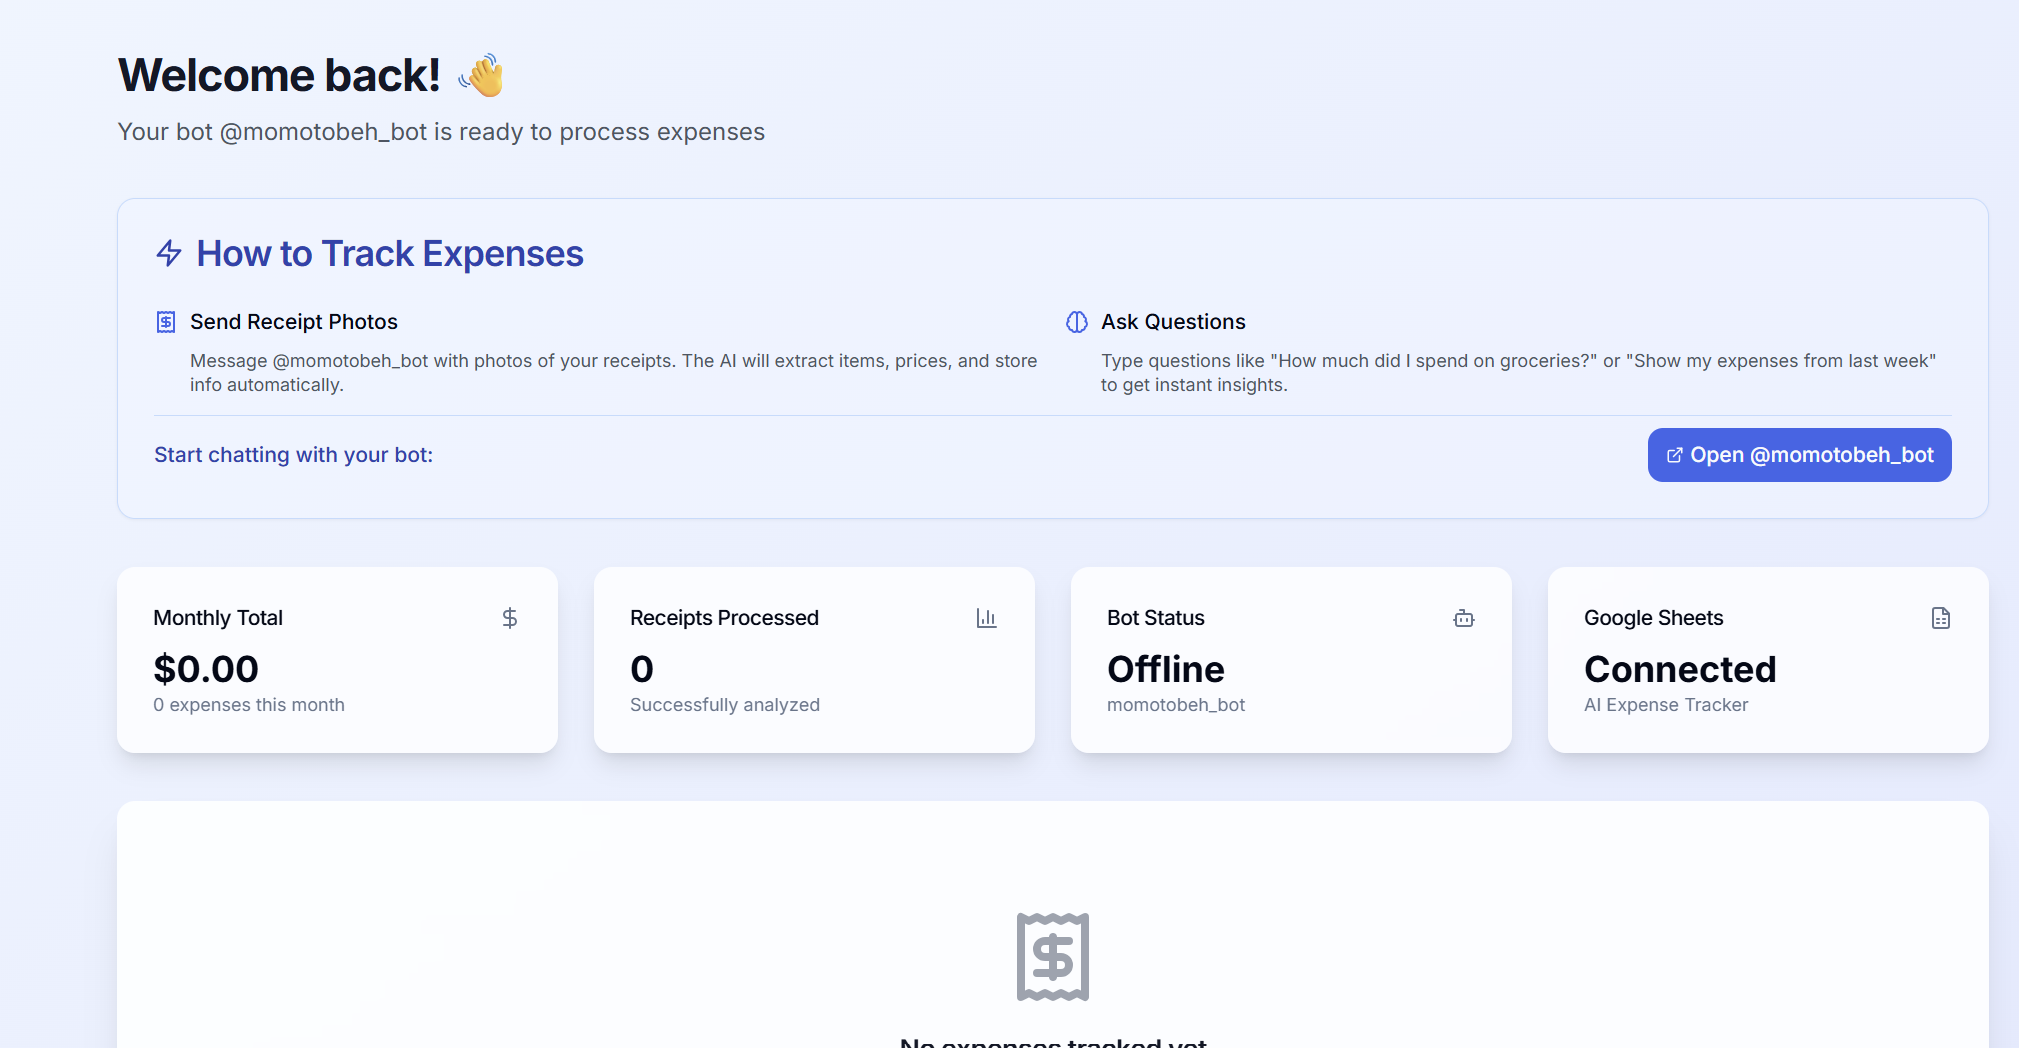 Welcome back! 👋
Your bot @momotobeh_bot is ready to process expenses
How to Track Expenses
Send Receipt Photos
Message @momotobeh_bot with photos of your receipts. The AI will extract items, prices, and store
info automatically.
Ask Questions
Type questions like "How much did I spend on groceries?" or "Show my expenses from last week"
to get instant insights.
Start chatting with your bot:
Open @momotobeh_bot
Monthly Total
$0.00
0 expenses this month
Receipts Processed
0
Successfully analyzed
Bot Status
Offline
momotobeh_bot
Google Sheets
Connected
AI Expense Tracker
No expenses tracked yet